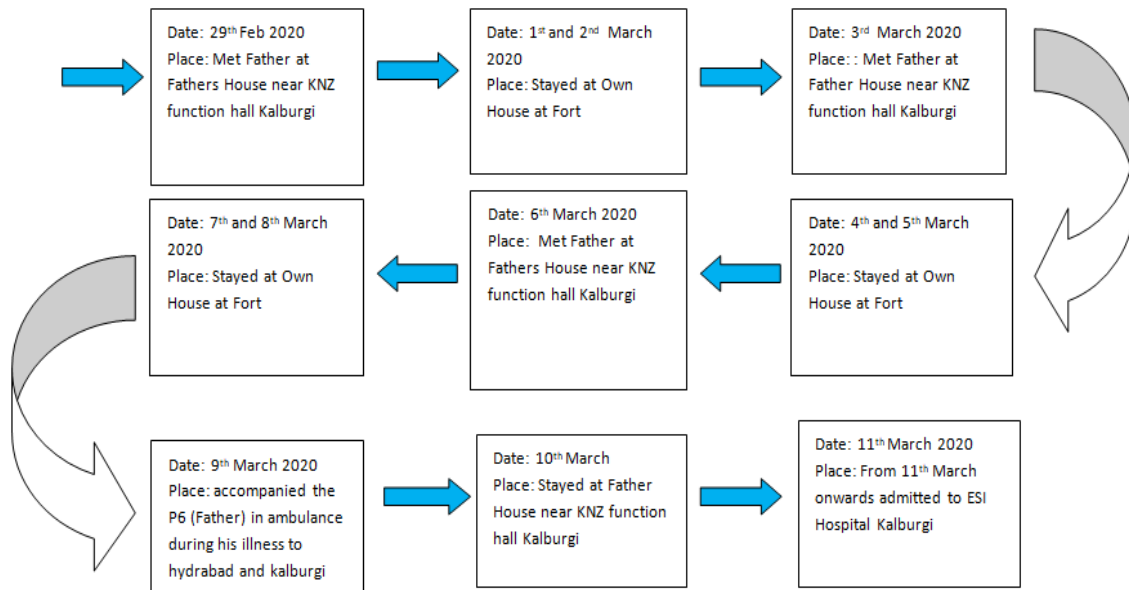 Date: 29th Feb 2020
Place: Met Father at
Fathers House near KNZ
function hall Kalburgi
Date: 1st and 2nd March
2020
Place: Stayed at Own
House at Fort
Date: 3rd March 2020
Place: : Met Father at
Father House near KNZ
function hall Kalburgi
Date: 4th and 5th March
2020
Place: Stayed at Own
House at Fort
Date: 6th March 2020
Place: Met Father at
Fathers House near KNZ
function hall Kalburgi
Date: 7th and 8th March
2020
Place: Stayed at Own
House at Fort
Date: 9th March 2020
Place: accompanied the
P6 (Father) in ambulance
during his illness to
hydrabad and kalburgi
Date: 10th March
Place: Stayed at Father
House near KNZ function
hall Kalburgi
Date: 11th March 2020
Place: From 11th March
onwards admitted to ESI
Hospital Kalburgi